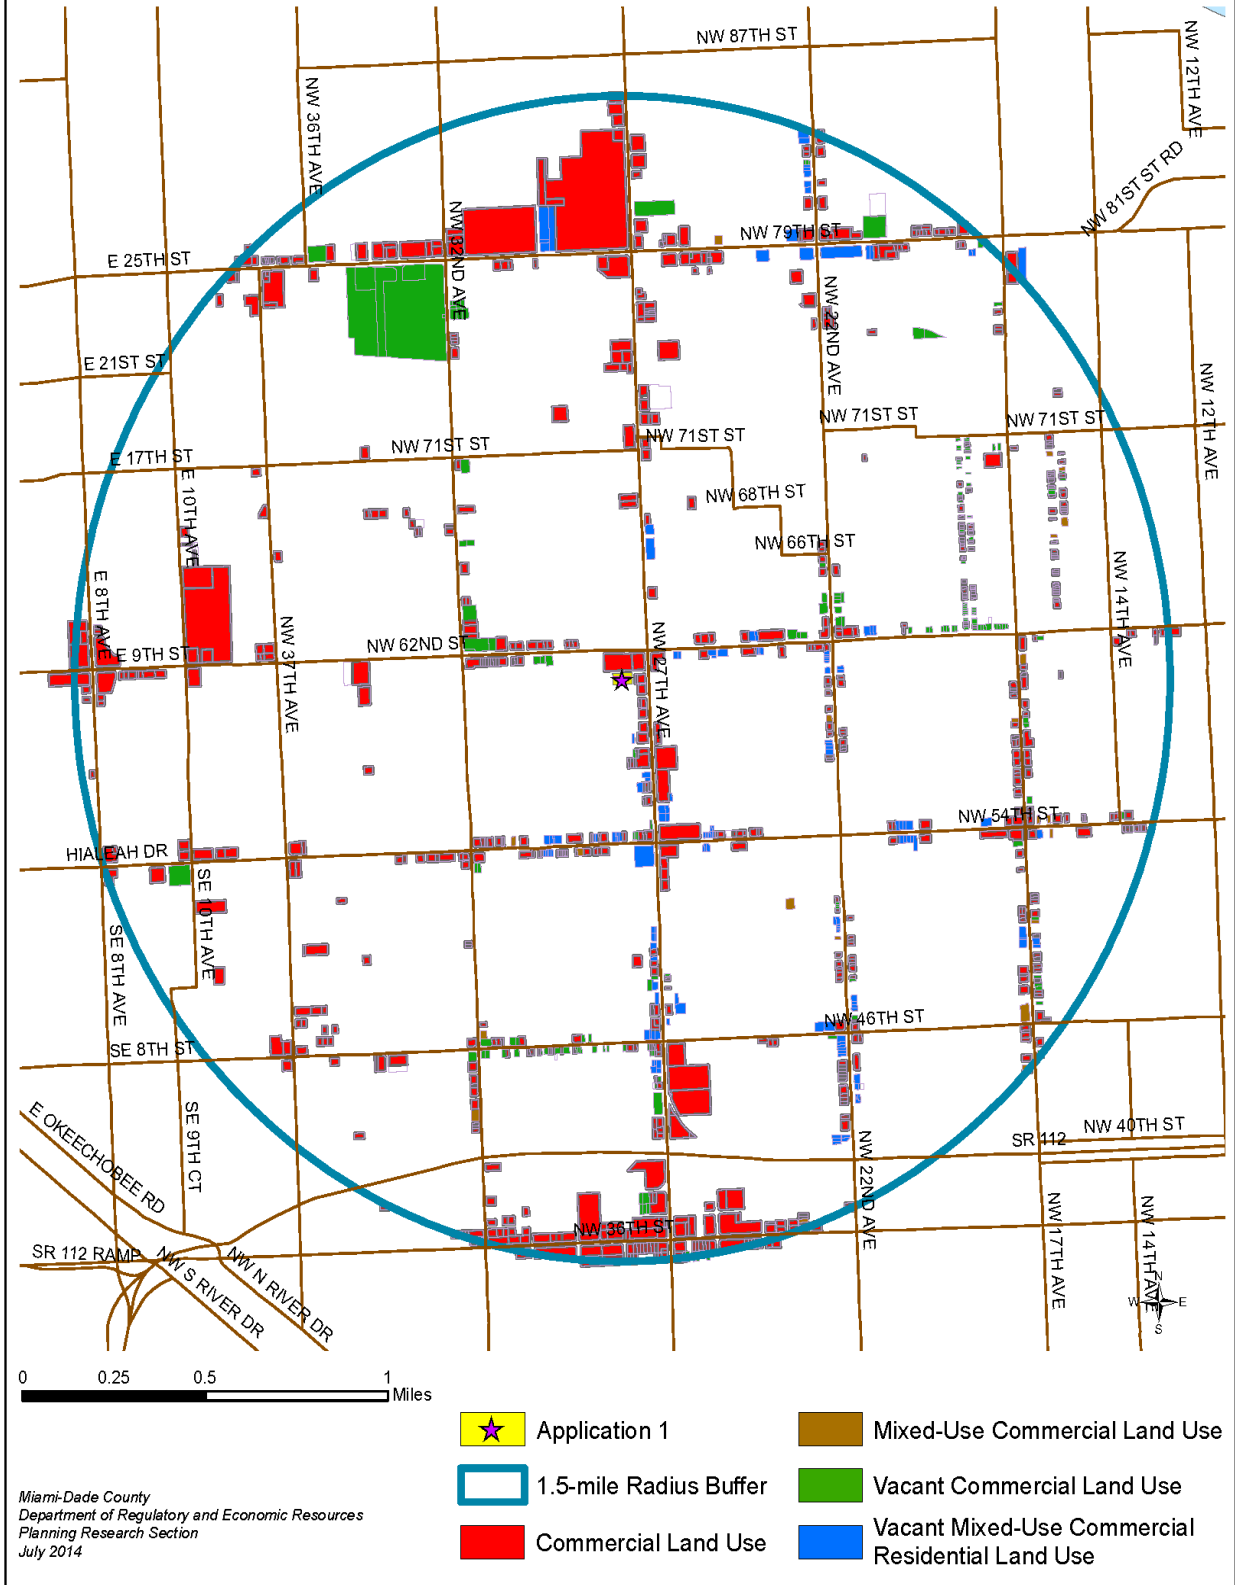 NW 87TH ST
NW 12TH AVE
NW 36TH AVE
NW 81ST ST RD
NW 32ND AVE
NW 79TH ST
E 25TH ST
NW 22ND AVE
E 21ST ST
NW 12TH AVE
NW 71ST ST
NW 71ST ST
NW 71ST ST
NW 71ST ST
E 17TH ST
E 10TH AVE
NW 68TH ST
NW 66TH ST
NW 14TH AVE
E 8TH AVE
NW 37TH AVE
NW 62ND ST
NW 27TH AVE
E 9TH ST
NW 54TH ST
HIALEAH DR
SE 10TH AVE
SE 8TH AVE
NW 46TH ST
SE 8TH ST
E OKEECHOBEE RD
SE 9TH CT
NW 40TH ST
SR 112
NW 22ND AVE
NW 17TH AVE
NW 14TH AVE
NW 36TH ST
SR 112 RAMP
NW S RIVER DR
NW N RIVER DR
N
W E
S
0 0.25 0.5 1
Miles
Application 1
1.5-mile Radius Buffer
Commercial Land Use
Mixed-Use Commercial Land Use
Vacant Commercial Land Use
Vacant Mixed-Use Commercial
Residential Land Use
Miami-Dade County
Department of Regulatory and Economic Resources
Planning Research Section
July 2014